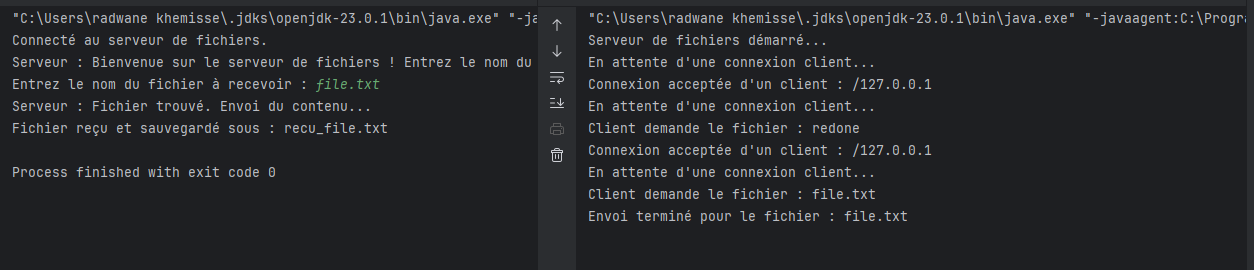 "C:\Users\radwane khemisse\.jdks\openjdk-23.0.1\bin\java.exe" "-ja
Connecté au serveur de fichiers.
Serveur : Bienvenue sur le serveur de fichiers ! Entrez le nom du
Entrez le nom du fichier à recevoir : file.txt
Serveur : Fichier trouvé. Envoi du contenu...
Fichier reçu et sauvegardé sous : recu_file.txt
Process finished with exit code 0
"C:\Users\radwane khemisse\.jdks\openjdk-23.0.1\bin\java.exe" "-javaagent:C:\Progra
Serveur de fichiers démarré...
En attente d'une connexion client...
Connexion acceptée d'un client : /127.0.0.1
En attente d'une connexion client...
Client demande le fichier : redone
Connexion acceptée d'un client : /127.0.0.1
En attente d'une connexion client...
Client demande le fichier : file.txt
Envoi terminé pour le fichier : file.txt